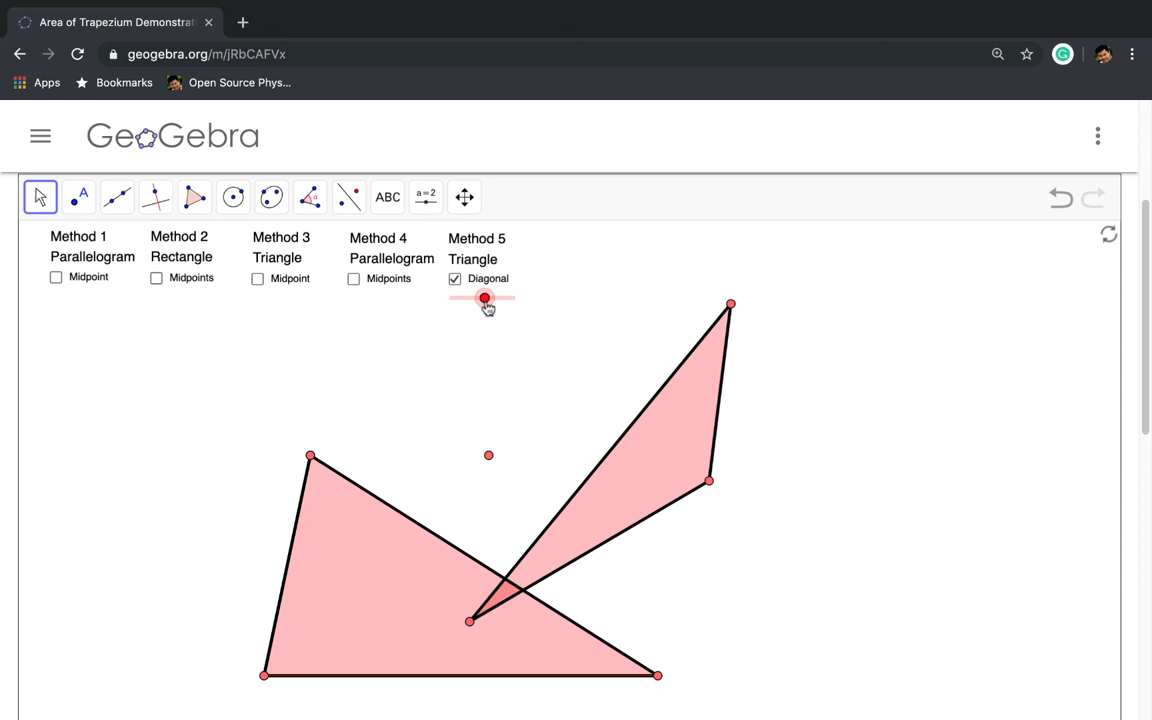 Area of Trapezium Demonstrat
geogebra.org/m/jRbCAFVx
Apps Bookmarks Open Source Phys...
GeoGebra
A ABC a=2
Method 1 Method 2 Method 3 Method 4 Method 5
Parallelogram Rectangle Triangle Parallelogram Triangle
Midpoint Midpoints Midpoint Midpoints Diagonal